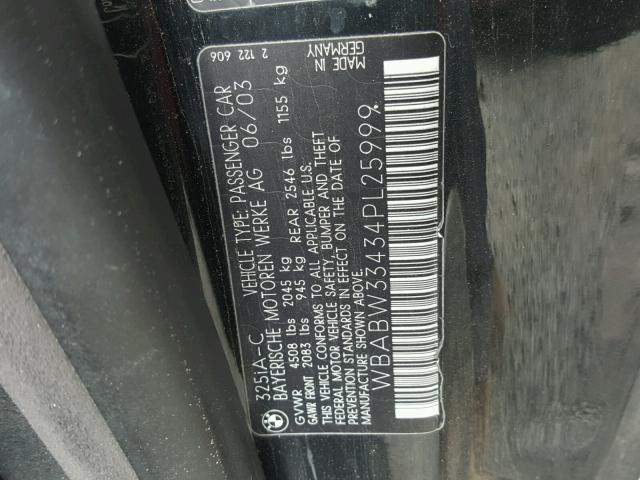 325IA-C VEHICLE TYPE: PASSENGER CAR 2 122 606
BAYERISCHE MOTOREN WERKE AG 06/03
GVWR 4508 lbs 2045 kg
GAWR FRONT 2083 lbs 945 kg REAR 2546 lbs 1155 kg
THIS VEHICLE CONFORMS TO ALL APPLICABLE U.S.
FEDERAL MOTOR VEHICLE SAFETY, BUMPER AND THEFT
PREVENTION STANDARDS IN EFFECT ON THE DATE OF
MANUFACTURE SHOWN ABOVE. MADE IN
GERMANY
WBABW33434PL25999